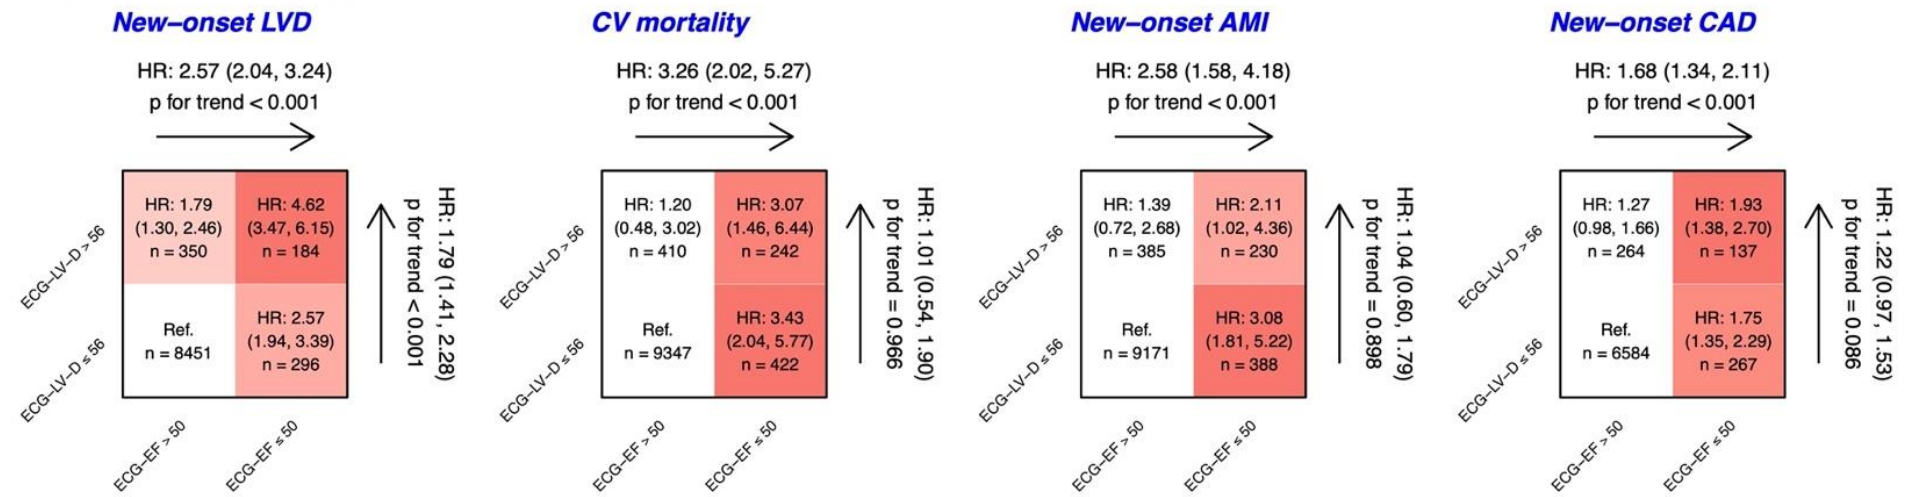 New–onset LVD
HR: 2.57 (2.04, 3.24)
p for trend < 0.001
HR: 1.79
(1.30, 2.46)
n = 350
HR: 4.62
(3.47, 6.15)
n = 184
Ref.
n = 8451
HR: 2.57
(1.94, 3.39)
n = 296
HR: 1.79 (1.41, 2.28)
p for trend < 0.001
ECG–LV–D > 56
ECG–LV–D ≤ 56
ECG–EF > 50
ECG–EF ≤ 50
CV mortality
HR: 3.26 (2.02, 5.27)
p for trend < 0.001
HR: 1.20
(0.48, 3.02)
n = 410
HR: 3.07
(1.46, 6.44)
n = 242
Ref.
n = 9347
HR: 3.43
(2.04, 5.77)
n = 422
HR: 1.01 (0.54, 1.90)
p for trend = 0.966
ECG–LV–D > 56
ECG–LV–D ≤ 56
ECG–EF > 50
ECG–EF ≤ 50
New–onset AMI
HR: 2.58 (1.58, 4.18)
p for trend < 0.001
HR: 1.39
(0.72, 2.68)
n = 385
HR: 2.11
(1.02, 4.36)
n = 230
Ref.
n = 9171
HR: 3.08
(1.81, 5.22)
n = 388
HR: 1.04 (0.60, 1.79)
p for trend = 0.898
ECG–LV–D > 56
ECG–LV–D ≤ 56
ECG–EF > 50
ECG–EF ≤ 50
New–onset CAD
HR: 1.68 (1.34, 2.11)
p for trend < 0.001
HR: 1.27
(0.98, 1.66)
n = 264
HR: 1.93
(1.38, 2.70)
n = 137
Ref.
n = 6584
HR: 1.75
(1.35, 2.29)
n = 267
HR: 1.22 (0.97, 1.53)
p for trend = 0.086
ECG–LV–D > 56
ECG–LV–D ≤ 56
ECG–EF > 50
ECG–EF ≤ 50